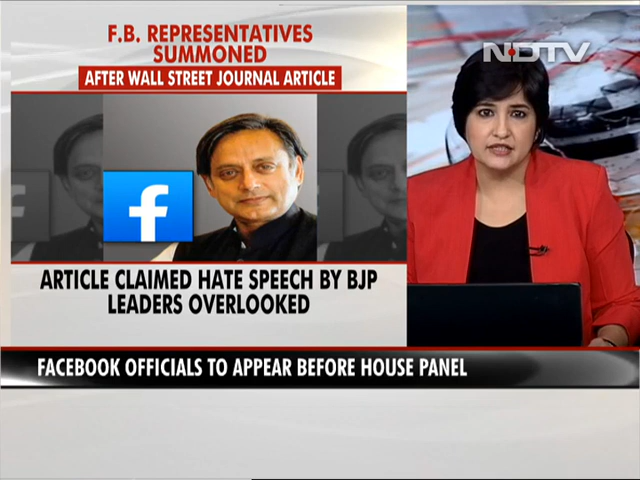 F.B. REPRESENTATIVES
SUMMONED
AFTER WALL STREET JOURNAL ARTICLE
NDTV
ARTICLE CLAIMED HATE SPEECH BY BJP
LEADERS OVERLOOKED
FACEBOOK OFFICIALS TO APPEAR BEFORE HOUSE PANEL